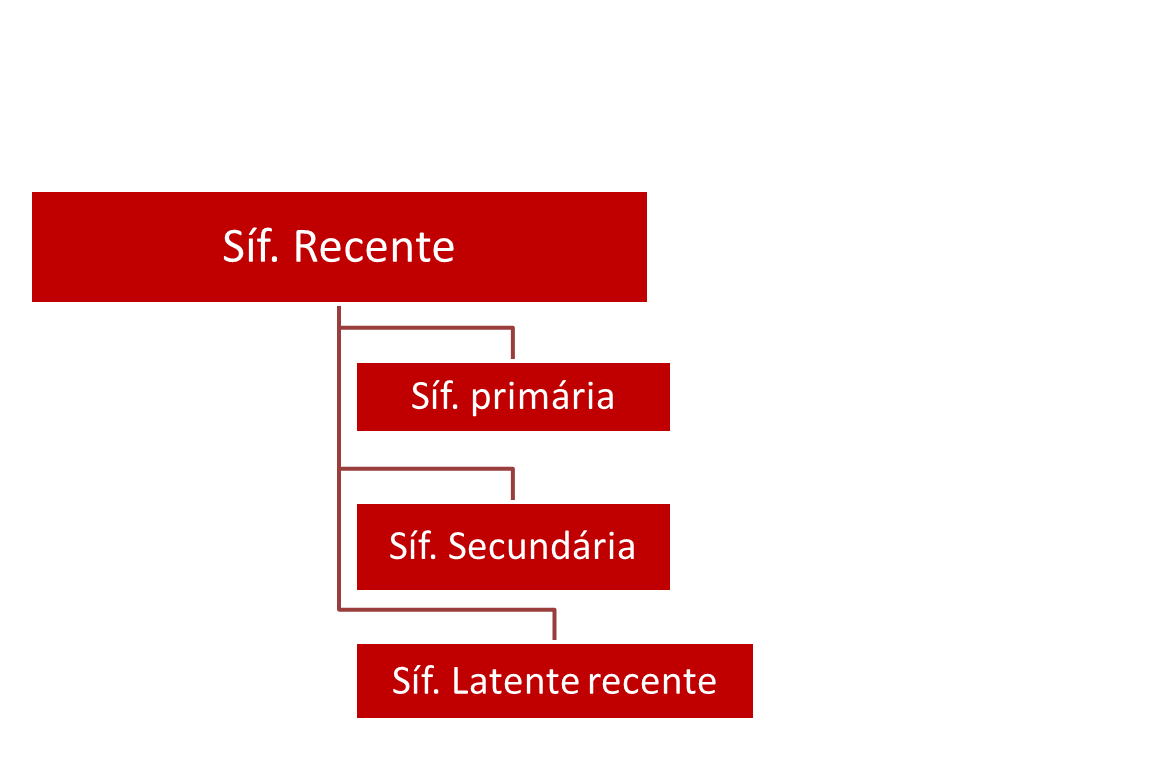 Síf. Recente
Síf. primária
Síf. Secundária
Síf. Latente recente